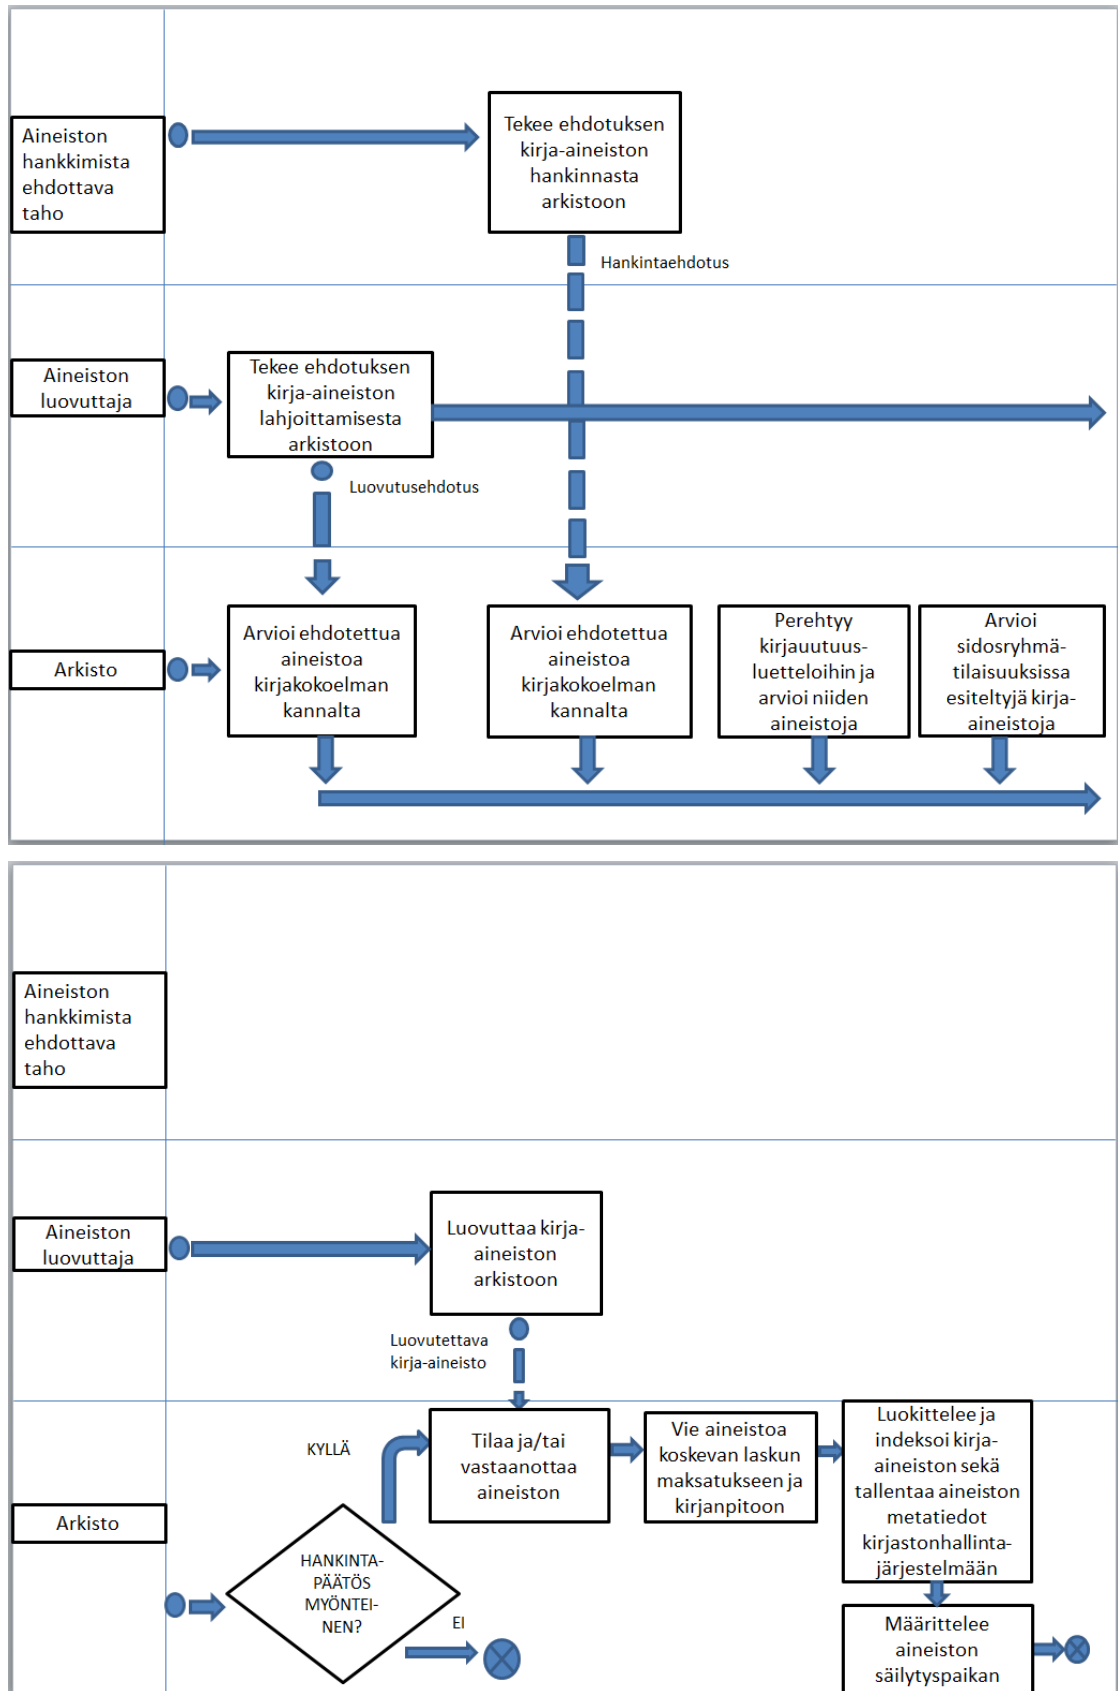 Aineiston
hankkimista
ehdottava
taho
Tekee ehdotuksen
kirja-aineiston
hankinnasta
arkistoon
Hankintaehdotus
Aineiston
luovuttaja
Tekee ehdotuksen
kirja-aineiston
lahjoittamisesta
arkistoon
Luovutusehdotus
Arkisto
Arvioi ehdotettua
aineistoa
kirjakokoelman
kannalta
Arvioi ehdotettua
aineistoa
kirjakokoelman
kannalta
Perehtyy
kirjauutuus-
luetteloihin ja
arvioi niiden
aineistoja
Arvioi
sidosryhmä-
tilaisuuksissa
esiteltyjä kirja-
aineistoja
Aineiston
hankkimista
ehdottava
taho
Aineiston
luovuttaja
Luovuttaa kirja-
aineiston
arkistoon
Luovutettava
kirja-aineisto
Arkisto
HANKINTA-
PÄÄTÖS
MYÖNTEI-
NEN?
KYLLÄ
EI
Tilaa ja/tai
vastaanottaa
aineiston
Vie aineistoa
koskevan laskun
maksatukseen ja
kirjanpitoon
Luokittelee ja
indeksoi kirja-
aineiston sekä
tallentaa aineiston
metatiedot
kirjastonhallinta-
järjestelmään
Määrittelee
aineiston
säilytyspaikan